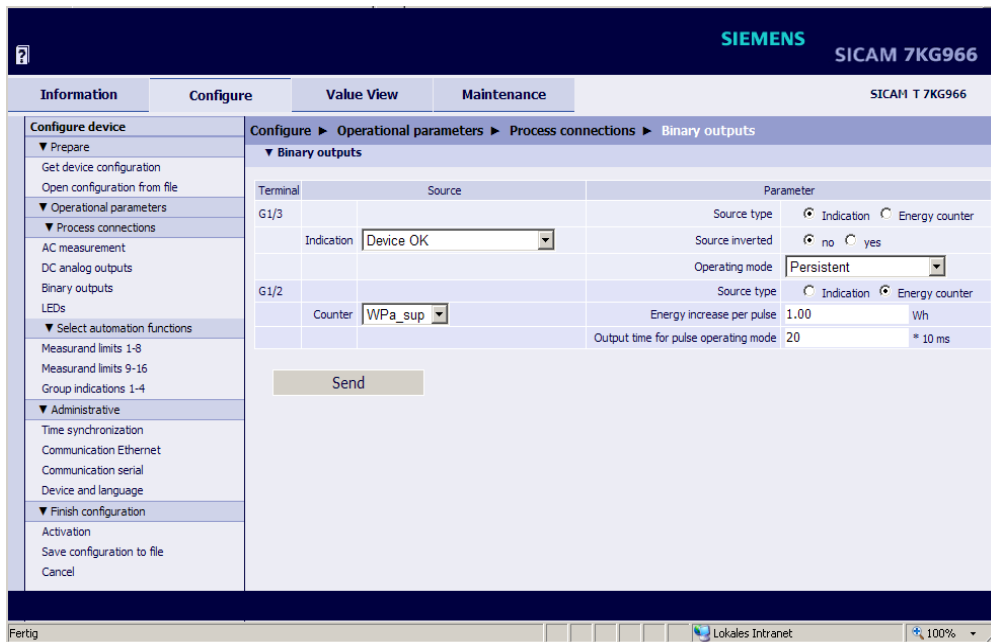 SIEMENS
SICAM 7KG966
Information Configure Value View Maintenance SICAM T 7KG966
Configure device
▼ Prepare
Get device configuration
Open configuration from file
▼ Operational parameters
▼ Process connections
AC measurement
DC analog outputs
Binary outputs
LEDs
▼ Select automation functions
Measurand limits 1-8
Measurand limits 9-16
Group indications 1-4
▼ Administrative
Time synchronization
Communication Ethernet
Communication serial
Device and language
▼ Finish configuration
Activation
Save configuration to file
Cancel
Configure ► Operational parameters ► Process connections ► Binary outputs
▼ Binary outputs
Terminal Source Parameter
G1/3 Source type Indication Energy counter
Indication Device OK Source inverted no yes
Operating mode Persistent
G1/2 Source type Indication Energy counter
Counter WPa_sup Energy increase per pulse 1.00 Wh
Output time for pulse operating mode 20 * 10 ms
Send
Fertig Lokales Intranet 100%